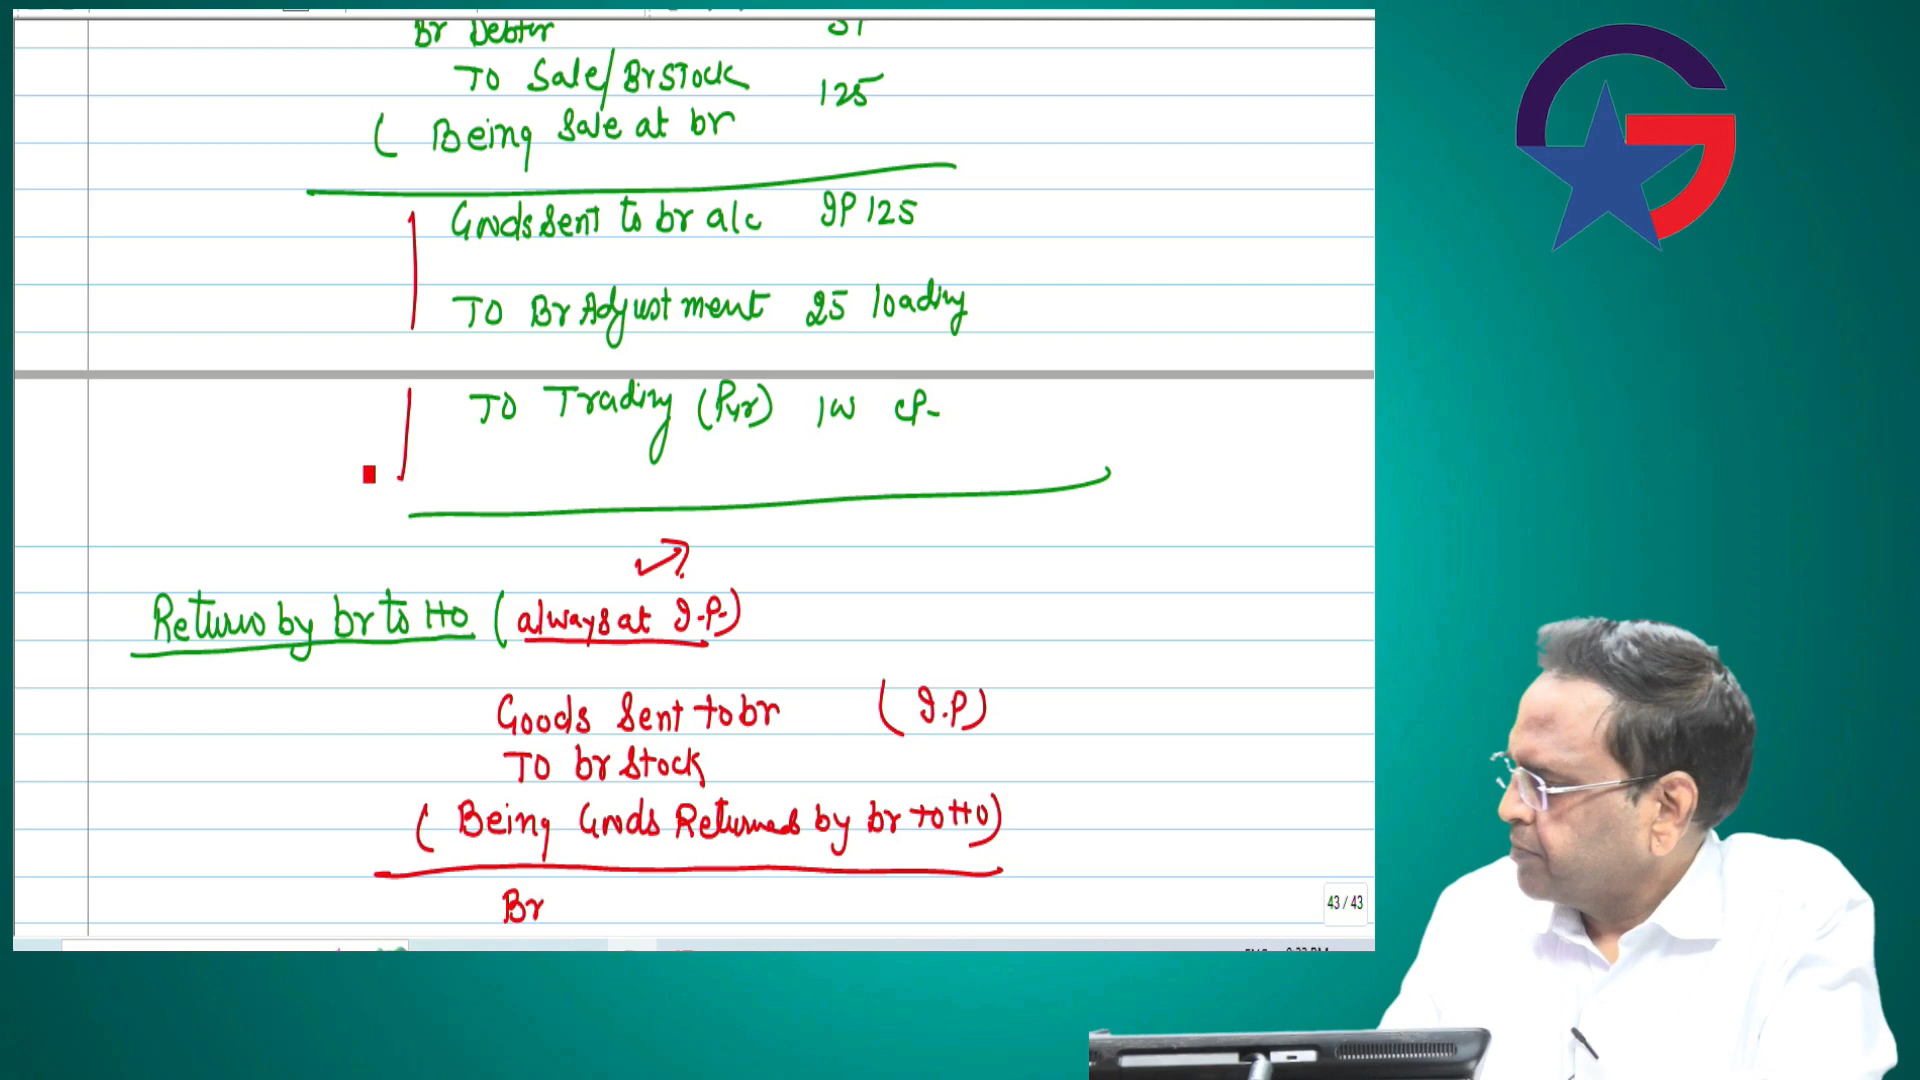 Br Debtor 51
To Sale/Br Stock 125
( Being Sale at br
Goods Sent to br a/c IP 125
To Br Adjustment 25 loading
To Trading (Pur) 100 CP-
Returns by br to HO ( always at I.P.)
Goods Sent to br ( I.P)
To br Stock
( Being Goods Returned by br to HO)
Br
43 / 43